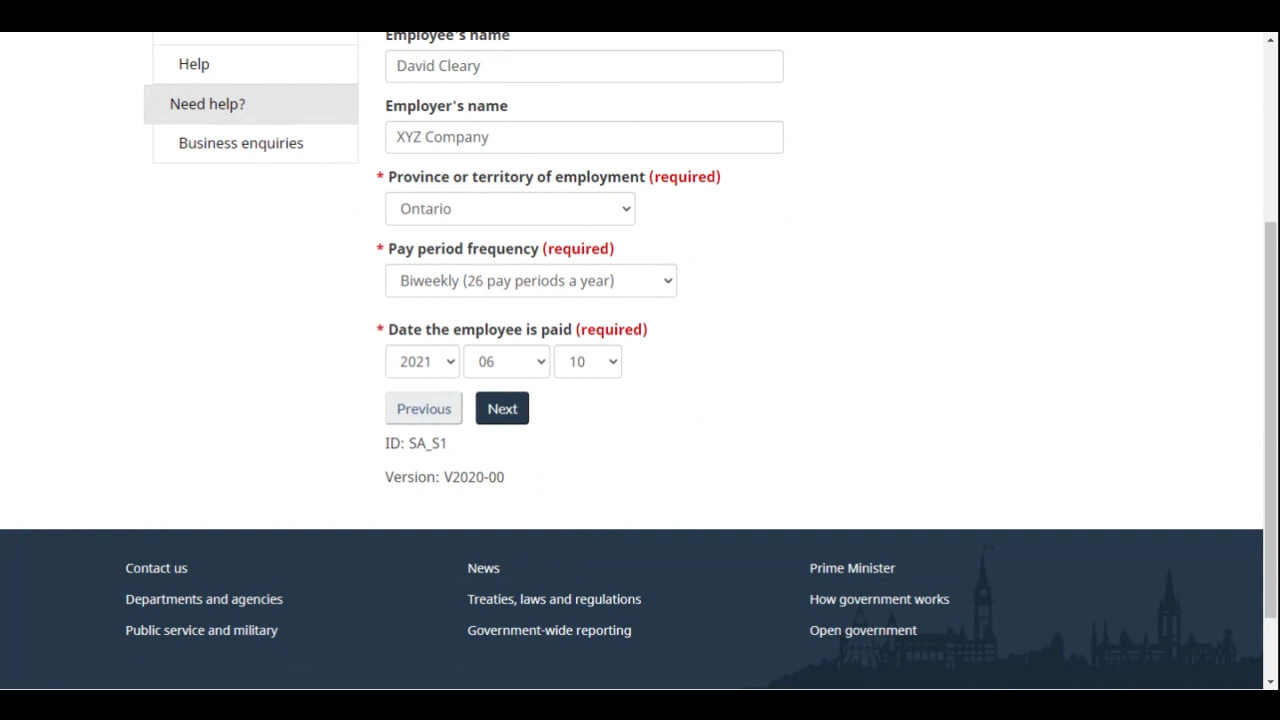 Help
Need help?
Business enquiries
Employee's name
David Cleary
Employer's name
XYZ Company
* Province or territory of employment (required)
Ontario
* Pay period frequency (required)
Biweekly (26 pay periods a year)
* Date the employee is paid (required)
2021 06 10
Previous Next
ID: SA_S1
Version: V2020-00
Contact us News Prime Minister
Departments and agencies Treaties, laws and regulations How government works
Public service and military Government-wide reporting Open government